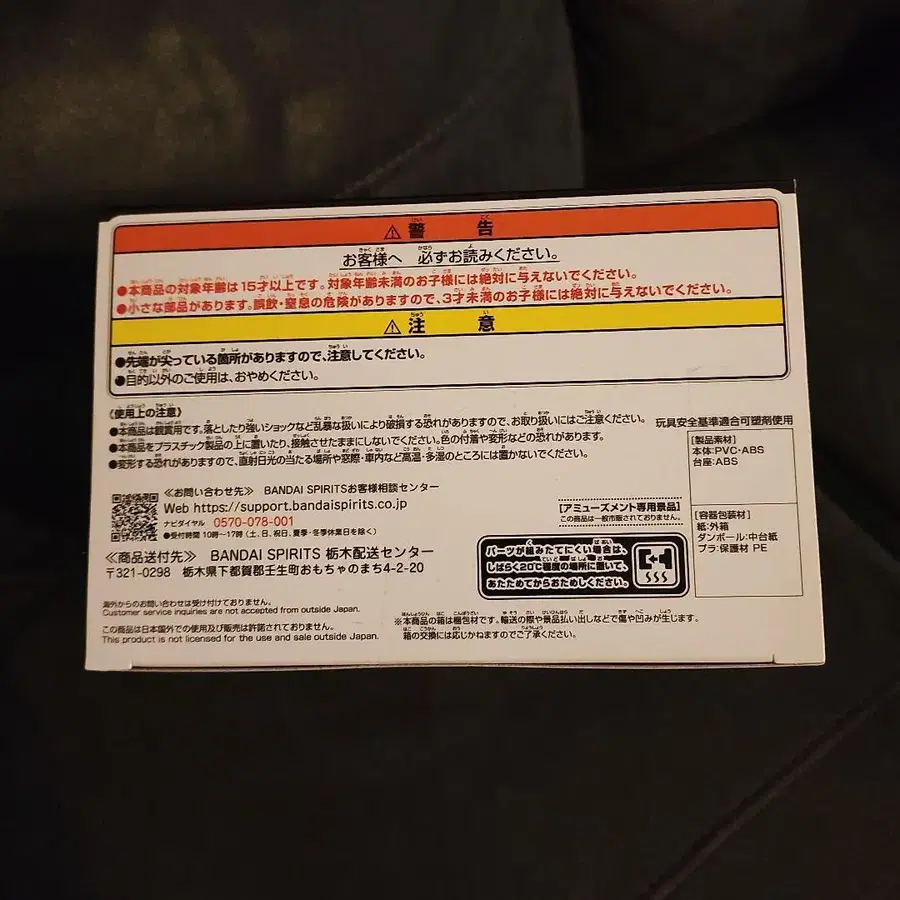 ⚠警告
お客様へ 必ずお読みください。
●本商品の対象年齢は15才以上です。対象年齢未満のお子様には絶対に与えないでください。
●小さな部品があります。誤飲・窒息の危険がありますので、3才未満のお子様には絶対に与えないでください。
⚠注意
●先端が尖っている箇所がありますので、注意してください。
●目的以外のご使用は、おやめください。
《使用上の注意》
●本商品は観賞用です。落としたり強いショックなど乱暴な扱いにより破損する恐れがありますので、お取り扱いにはご注意ください。
●本商品をプラスチック製品の上に置いたり、接触させたままにしないでください。色の付着や変形などの恐れがあります。
●変形する恐れがありますので、直射日光の当たる場所や窓際・車内など高温・多湿のところには置かないでください。
玩具安全基準適合可塑剤使用
[製品素材]
本体:PVC・ABS
台座:ABS
[容器包装材]
紙:外箱
ダンボール:中台紙
プラ:保護材 PE
≪お問い合わせ先≫ BANDAI SPIRITSお客様相談センター
Web https://support.bandaispirits.co.jp
ナビダイヤル 0570-078-001
●受付時間 10時〜17時(土、日、祝日、夏季・冬季休業日を除く)
[アミューズメント専用景品]
この商品は一般市販されておりません。
≪商品送付先≫ BANDAI SPIRITS 栃木配送センター
〒321-0298 栃木県下都賀郡壬生町おもちゃのまち4-2-20
パーツが組みたてにくい場合は、
しばらく20℃程度の場所に置いて、
あたためてからおためしください。
海外からのお問い合わせは受け付けておりません。
Customer service inquiries are not accepted from outside Japan.
この商品は日本国外での使用及び販売は許諾されておりません。
This product is not licensed for the use and sale outside Japan.
※本商品の箱は梱包材です。輸送の際や景品払い出しなどで傷や凹みが生じます。
箱の交換には応じかねますのでご了承ください。